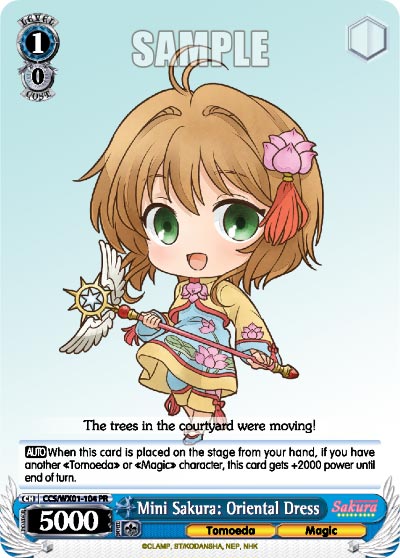 LEVEL
1
0
COST
SAMPLE
The trees in the courtyard were moving!
AUTO When this card is placed on the stage from your hand, if you have
another «Tomoeda» or «Magic» character, this card gets +2000 power until
end of turn.
CH CCS/WX01-104 PR
5000
Mini Sakura: Oriental Dress
Sakura
Tomoeda
Magic
©CLAMP, ST/KODANSHA, NEP, NHK